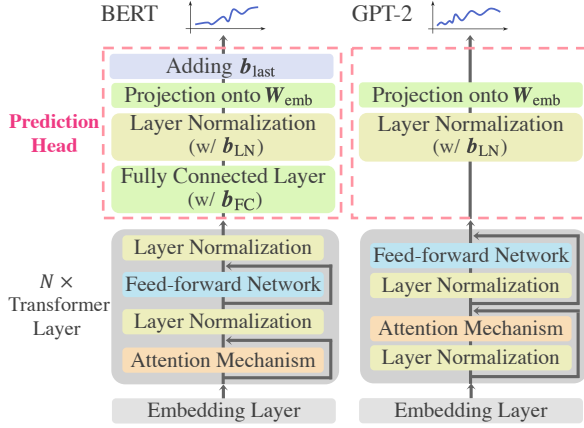 BERT
Adding b_last
Projection onto W_emb
Layer Normalization
(w/ b_LN)
Fully Connected Layer
(w/ b_FC)
Prediction
Head
Layer Normalization
Feed-forward Network
Layer Normalization
Attention Mechanism
N ×
Transformer
Layer
Embedding Layer
GPT-2
Projection onto W_emb
Layer Normalization
(w/ b_LN)
Feed-forward Network
Layer Normalization
Attention Mechanism
Layer Normalization
Embedding Layer